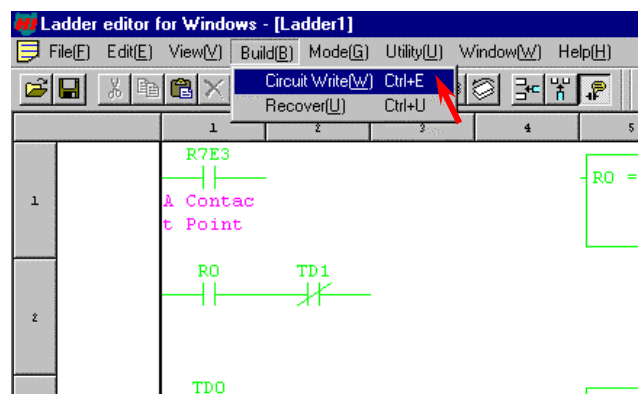 Ladder editor for Windows - [Ladder1]
File(F) Edit(E) View(V) Build(B) Mode(G) Utility(U) Window(W) Help(H)
Circuit Write(W) Ctrl+E
Recover(U) Ctrl+U
1 2 3 4 5
R7E3
R0 =
1
A Contac
t Point
R0 TD1
2
TD0